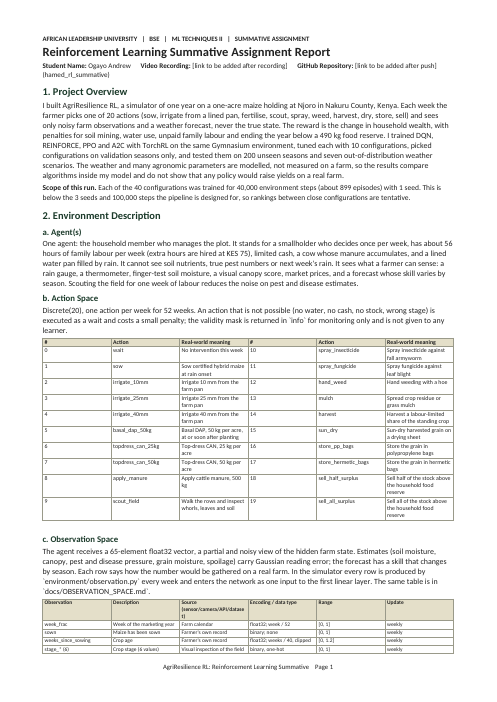 AFRICAN LEADERSHIP UNIVERSITY | BSE | ML TECHNIQUES II | SUMMATIVE ASSIGNMENT
Reinforcement Learning Summative Assignment Report
Student Name: Ogayo Andrew Video Recording: [link to be added after recording] GitHub Repository: [link to be added after push]
(hamed_rl_summative)
1. Project Overview
I built AgriResilience RL, a simulator of one year on a one-acre maize holding at Njoro in Nakuru County, Kenya. Each week the
farmer picks one of 20 actions (sow, irrigate from a lined pan, fertilise, scout, spray, weed, harvest, dry, store, sell) and sees
only noisy farm observations and a weather forecast, never the true state. The reward is the change in household wealth, with
penalties for soil mining, water use, unpaid family labour and ending the year below a 490 kg food reserve. I trained DQN,
REINFORCE, PPO and A2C with TorchRL on the same Gymnasium environment, tuned each with 10 configurations, picked
configurations on validation seasons only, and tested them on 200 unseen seasons and seven out-of-distribution weather
scenarios. The weather and many agronomic parameters are modelled, not measured on a farm, so the results compare
algorithms inside my model and do not show that any policy would raise yields on a real farm.
Scope of this run. Each of the 40 configurations was trained for 40,000 environment steps (about 899 episodes) with 1 seed. This is
below the 3 seeds and 100,000 steps the pipeline is designed for, so rankings between close configurations are tentative.
2. Environment Description
a. Agent(s)
One agent: the household member who manages the plot. It stands for a smallholder who decides once per week, has about 56
hours of family labour per week (extra hours are hired at KES 75), limited cash, a cow whose manure accumulates, and a lined
water pan filled by rain. It cannot see soil nutrients, true pest numbers or next week's rain. It sees what a farmer can sense: a
rain gauge, a thermometer, finger-test soil moisture, a visual canopy score, market prices, and a forecast whose skill varies by
season. Scouting the field for one week of labour reduces the noise on pest and disease estimates.
b. Action Space
Discrete(20), one action per week for 52 weeks. An action that is not possible (no water, no cash, no stock, wrong stage) is
executed as a wait and costs a small penalty; the validity mask is returned in `info` for monitoring only and is not given to any
learner.
# Action Real-world meaning # Action Real-world meaning
0 wait No intervention this week 10 spray_insecticide Spray insecticide against fall armyworm
1 sow Sow certified hybrid maize at rain onset 11 spray_fungicide Spray fungicide against leaf blight
2 irrigate_10mm Irrigate 10 mm from the farm pan 12 hand_weed Hand weeding with a hoe
3 irrigate_25mm Irrigate 25 mm from the farm pan 13 mulch Spread crop residue or grass mulch
4 irrigate_40mm Irrigate 40 mm from the farm pan 14 harvest Harvest a labour-limited share of the standing crop
5 basal_dap_50kg Basal DAP, 50 kg per acre, at or soon after planting 15 sun_dry Sun-dry harvested grain on a drying sheet
6 topdress_can_25kg Top-dress CAN, 25 kg per acre 16 store_pp_bags Store the grain in polypropylene bags
7 topdress_can_50kg Top-dress CAN, 50 kg per acre 17 store_hermetic_bags Store the grain in hermetic bags
8 apply_manure Apply cattle manure, 500 kg 18 sell_half_surplus Sell half of the stock above the household food reserve
9 scout_field Walk the rows and inspect whorls, leaves and soil 19 sell_all_surplus Sell all of the stock above the household food reserve
c. Observation Space
The agent receives a 65-element float32 vector, a partial and noisy view of the hidden farm state. Estimates (soil moisture,
canopy, pest and disease pressure, grain moisture, spoilage) carry Gaussian reading error; the forecast has a skill that changes
by season. Each row says how the number would be gathered on a real farm. In the simulator every row is produced by
`environment/observation.py` every week and enters the network as one input to the first linear layer. The same table is in
`docs/OBSERVATION_SPACE.md`.
Observation Description Source (sensor/camera/API/dataset) Encoding / data type Range Update
week_frac Week of the marketing year Farm calendar float32; week / 52 [0, 1] weekly
sown Maize has been sown Farmer's own record binary; none [0, 1] weekly
weeks_since_sowing Crop age Farmer's own record float32; weeks / 40, clipped [0, 1.2] weekly
stage_* (6) Crop stage (6 values) Visual inspection of the field binary, one-hot [0, 1] weekly
AgriResilience RL: Reinforcement Learning Summative Page 1